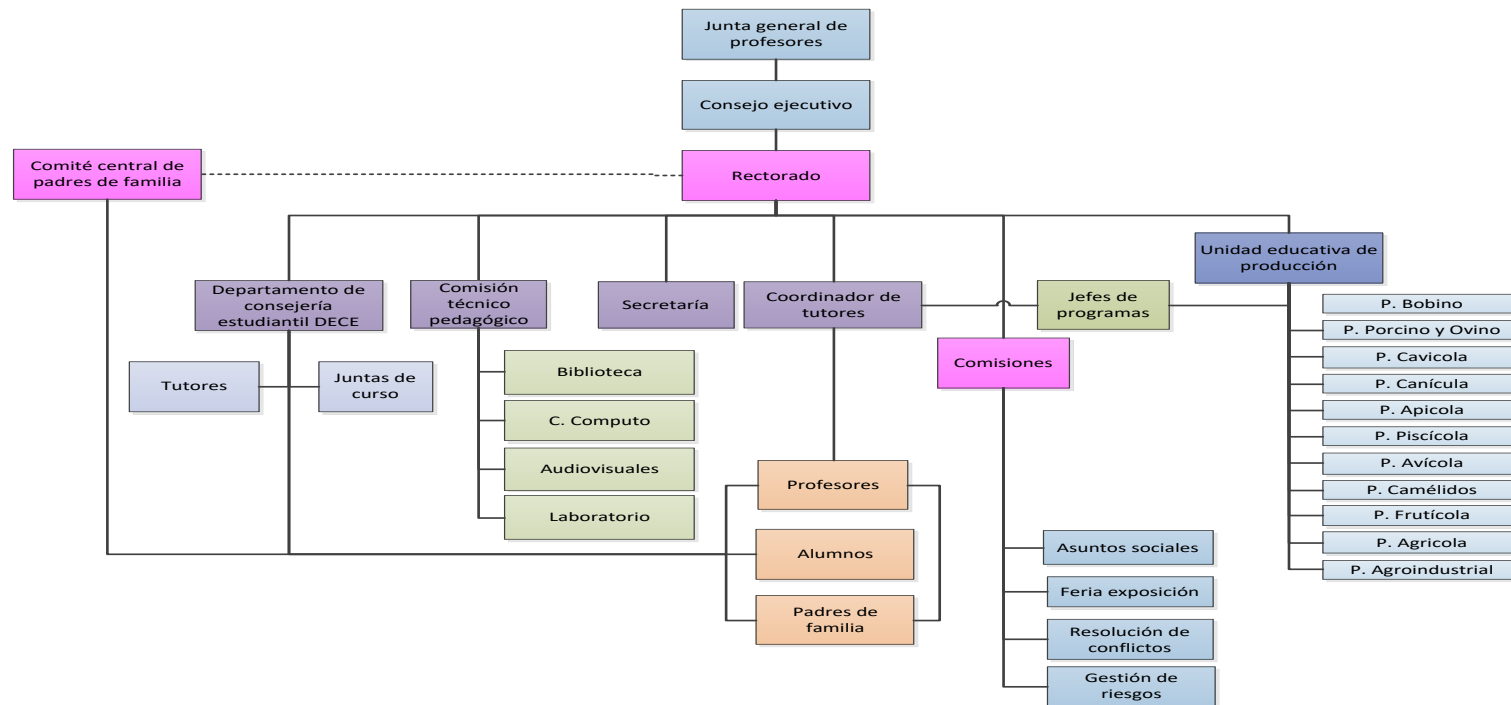 Junta general de
profesores
Consejo ejecutivo
Comité central de
padres de familia
Rectorado
Unidad educativa de
producción
Departamento de
consejería
estudiantil DECE
Comisión
técnico
pedagógico
Secretaría
Coordinador de
tutores
Jefes de
programas
P. Bobino
P. Porcino y Ovino
P. Cavicola
P. Canícula
P. Apicola
P. Piscícola
P. Avícola
P. Camélidos
P. Frutícola
P. Agricola
P. Agroindustrial
Tutores
Juntas de
curso
Biblioteca
C. Computo
Audiovisuales
Laboratorio
Comisiones
Profesores
Alumnos
Padres de
familia
Asuntos sociales
Feria exposición
Resolución de
conflictos
Gestión de
riesgos